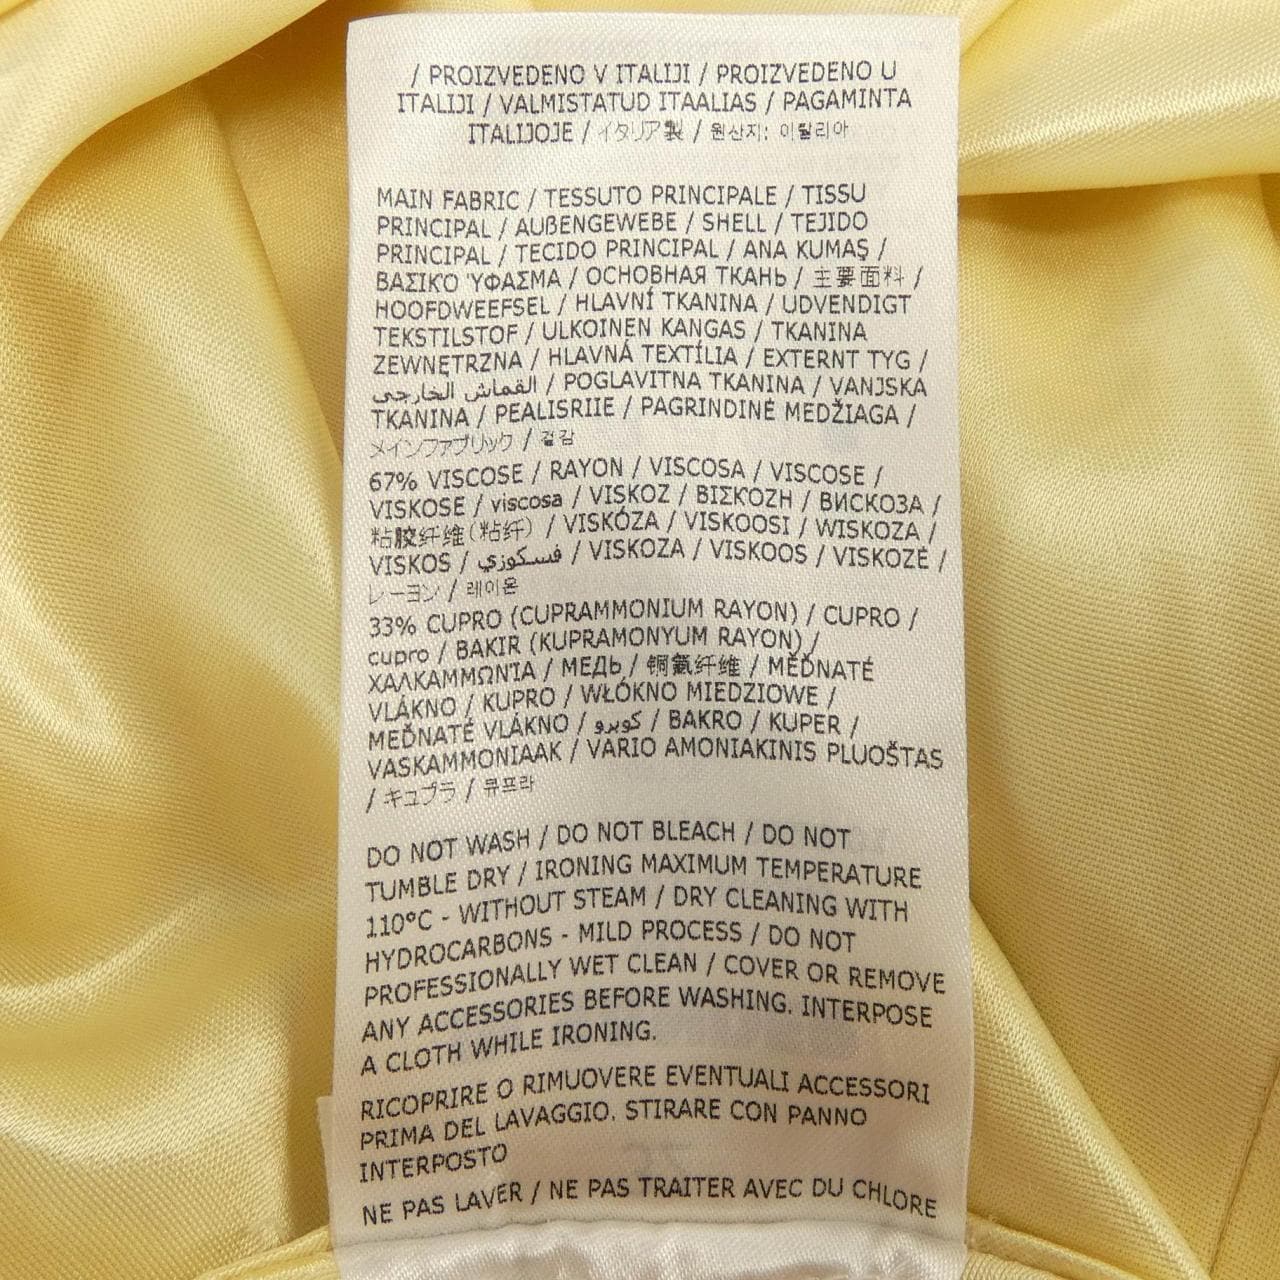 / PROIZVEDENO V ITALIJI / PROIZVEDENO U
ITALIJI / VALMISTATUD ITAALIAS / PAGAMINTA
ITALIJOJE / イタリア製 / 원산지: 이탈리아
MAIN FABRIC / TESSUTO PRINCIPALE / TISSU
PRINCIPAL / AUßENGEWEBE / SHELL / TEJIDO
PRINCIPAL / TECIDO PRINCIPAL / ANA KUMAŞ /
ΒΑΣΙΚΌ ΎΦΑΣΜΑ / ОСНОВНАЯ ТКАНЬ / 主要面料 /
HOOFDWEEFSEL / HLAVNÍ TKANINA / UDVENDIGT
TEKSTILSTOF / ULKOINEN KANGAS / TKANINA
ZEWNĘTRZNA / HLAVNÁ TEXTÍLIA / EXTERNT TYG /
القماش الخارجي / POGLAVITNA TKANINA / VANJSKA
TKANINA / PEALISRIIE / PAGRINDINĖ MEDŽIAGA /
メインファブリック / 겉감
67% VISCOSE / RAYON / VISCOSA / VISCOSE /
VISKOSE / viscosa / VISKOZ / ΒΙΣΚΌΖΗ / ВИСКОЗА /
粘胶纤维(粘纤) / VISKÓZA / VISKOOSI / WISKOZA /
VISKOS / فسكوزي / VISKOZA / VISKOOS / VISKOZĖ /
レーヨン / 레이온
33% CUPRO (CUPRAMMONIUM RAYON) / CUPRO /
cupro / BAKIR (KUPRAMONYUM RAYON) /
ΧΑΛΚΑΜΜΩΝΊΑ / МЕДЬ / 铜氨纤维 / MĚĎNATÉ
VLÁKNO / KUPRO / WŁÓKNO MIEDZIOWE /
MEĎNATÉ VLÁKNO / كوبرو / BAKRO / KUPER /
VASKAMMONIAAK / VARIO AMONIAKINIS PLUOŠTAS
/ キュプラ / 큐프라
DO NOT WASH / DO NOT BLEACH / DO NOT
TUMBLE DRY / IRONING MAXIMUM TEMPERATURE
110°C - WITHOUT STEAM / DRY CLEANING WITH
HYDROCARBONS - MILD PROCESS / DO NOT
PROFESSIONALLY WET CLEAN / COVER OR REMOVE
ANY ACCESSORIES BEFORE WASHING. INTERPOSE
A CLOTH WHILE IRONING.
RICOPRIRE O RIMUOVERE EVENTUALI ACCESSORI
PRIMA DEL LAVAGGIO. STIRARE CON PANNO
INTERPOSTO
NE PAS LAVER / NE PAS TRAITER AVEC DU CHLORE